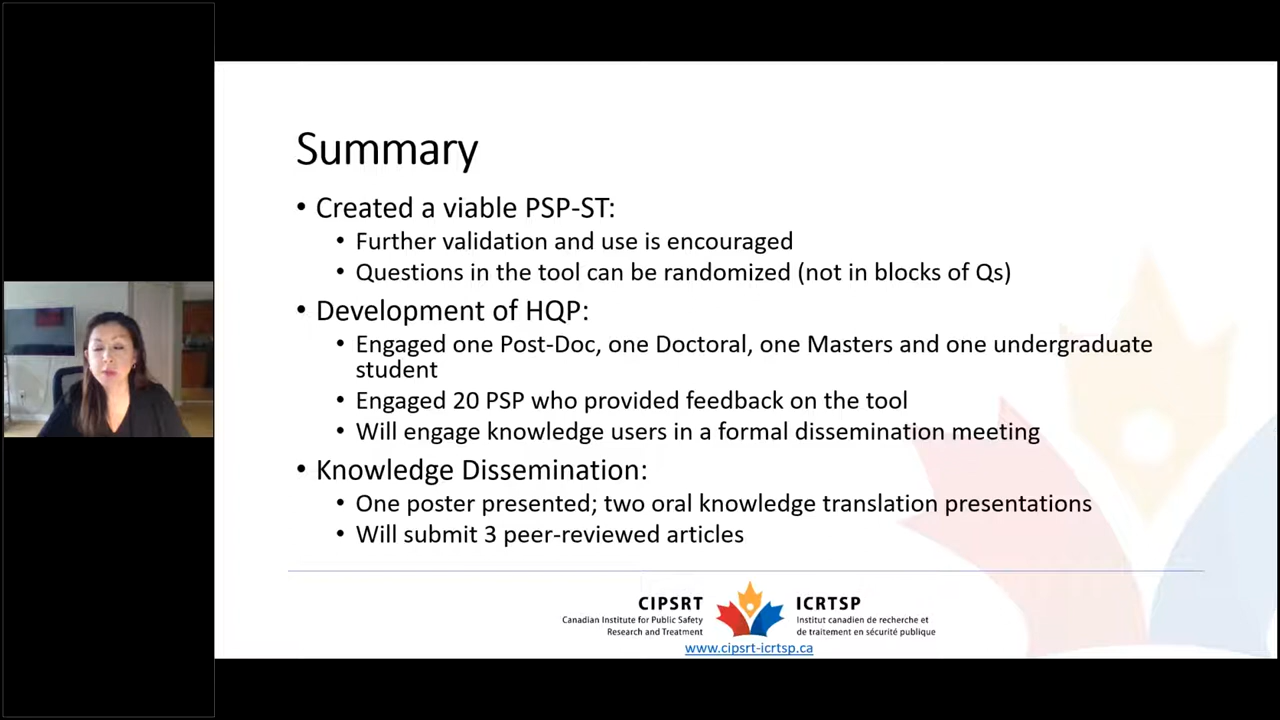 Summary
• Created a viable PSP-ST:
• Further validation and use is encouraged
• Questions in the tool can be randomized (not in blocks of Qs)
• Development of HQP:
• Engaged one Post-Doc, one Doctoral, one Masters and one undergraduate
student
• Engaged 20 PSP who provided feedback on the tool
• Will engage knowledge users in a formal dissemination meeting
• Knowledge Dissemination:
• One poster presented; two oral knowledge translation presentations
• Will submit 3 peer-reviewed articles
CIPSRT
Canadian Institute for Public Safety
Research and Treatment
ICRTSP
Institut canadien de recherche et
de traitement en sécurité publique
www.cipsrt-icrtsp.ca